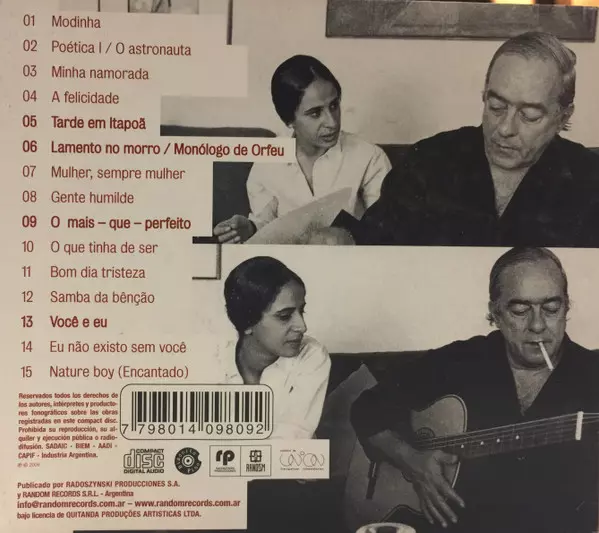 01 Modinha
02 Poética I / O astronauta
03 Minha namorada
04 A felicidade
05 Tarde em Itapoã
06 Lamento no morro / Monólogo de Orfeu
07 Mulher, sempre mulher
08 Gente humilde
09 O mais – que – perfeito
10 O que tinha de ser
11 Bom dia tristeza
12 Samba da bênção
13 Você e eu
14 Eu não existo sem você
15 Nature boy (Encantado)
Reservados todos los derechos de
los autores, intérpretes y producto-
res fonográficos sobre las obras
registradas en este compact disc.
Prohibida su reproducción, su al-
quiler y ejecución pública o radio-
difusión. SADAIC - BIEM - AADI -
CAPIF - Industria Argentina.
7 798014 098092
COMPACT
disc
DIGITAL AUDIO
rp
RANDOM
Publicado por RADOSZYNSKI PRODUCCIONES S.A.
y RANDOM RECORDS S.R.L. - Argentina
info@randomrecords.com.ar – www.randomrecords.com.ar
bajo licencia de QUITANDA PRODUÇÕES ARTISTICAS LTDA.